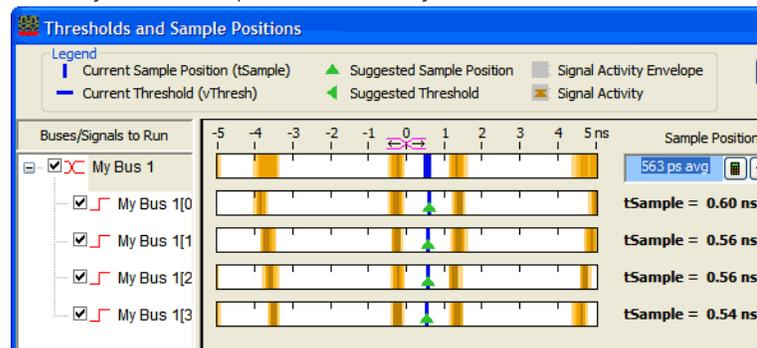 Thresholds and Sample Positions
Legend
Current Sample Position (tSample)
Suggested Sample Position
Signal Activity Envelope
Current Threshold (vThresh)
Suggested Threshold
Signal Activity
Buses/Signals to Run
-5 -4 -3 -2 -1 0 1 2 3 4 5 ns
Sample Position
My Bus 1
563 ps avg
My Bus 1[0
tSample = 0.60 ns
My Bus 1[1
tSample = 0.56 ns
My Bus 1[2
tSample = 0.56 ns
My Bus 1[3
tSample = 0.54 ns